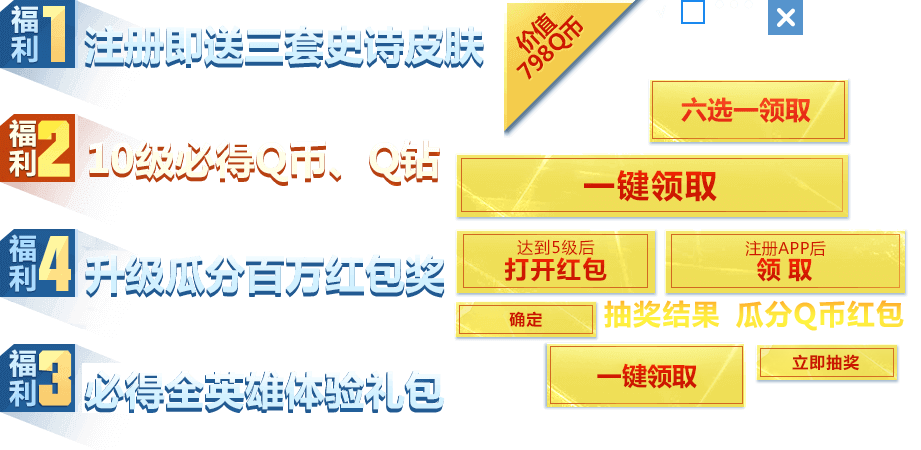 福利1 注册即送三套史诗皮肤
价值
798Q币
六选一领取
福利2 10级必得Q币、Q钻
一键领取
福利4 升级瓜分百万红包奖
达到5级后
打开红包
注册APP后
领 取
确定
抽奖结果
瓜分Q币红包
福利3 必得全英雄体验礼包
一键领取
立即抽奖